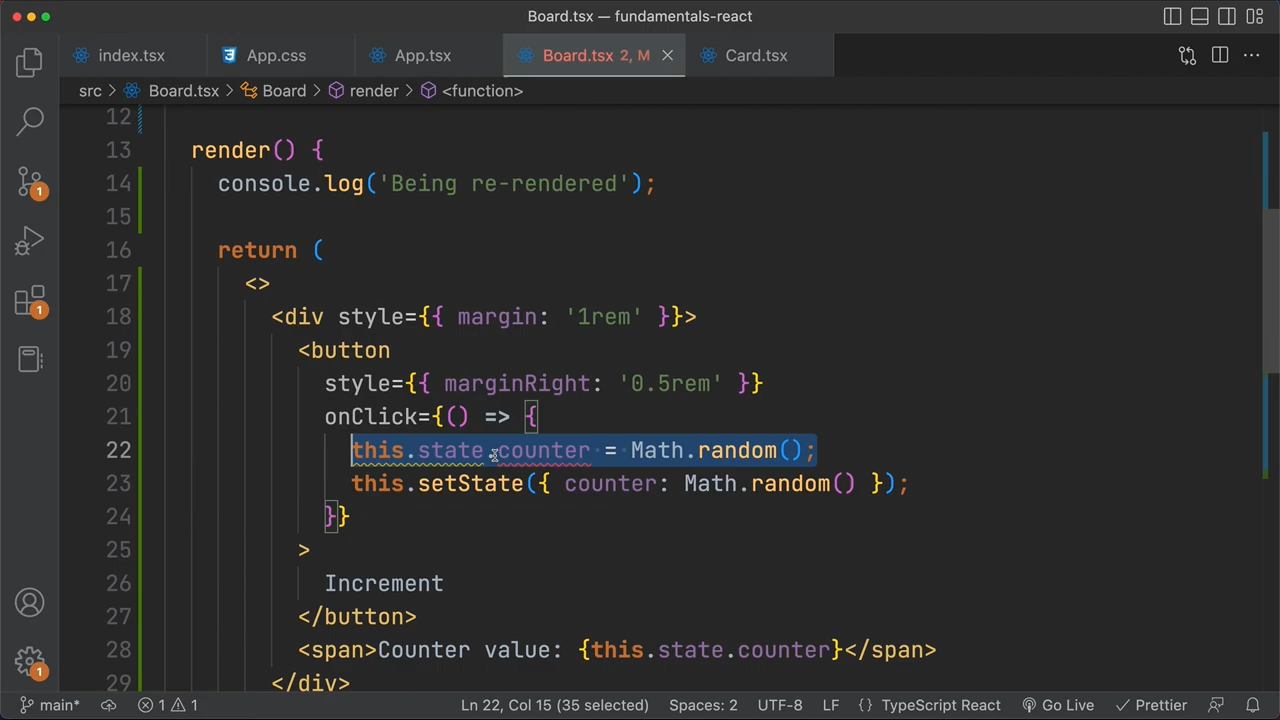 Board.tsx — fundamentals-react
index.tsx App.css App.tsx Board.tsx 2, M Card.tsx
src > Board.tsx > Board > render > <function>
12
13 render() {
14 console.log('Being re-rendered');
15
16 return (
17 <>
18 <div style={{ margin: '1rem' }}>
19 <button
20 style={{ marginRight: '0.5rem' }}
21 onClick={() => {
22 this.state.counter = Math.random();
23 this.setState({ counter: Math.random() });
24 }}
25 >
26 Increment
27 </button>
28 <span>Counter value: {this.state.counter}</span>
29 </div>
1
1
1
main* 1 1 Ln 22, Col 15 (35 selected) Spaces: 2 UTF-8 LF {} TypeScript React Go Live Prettier